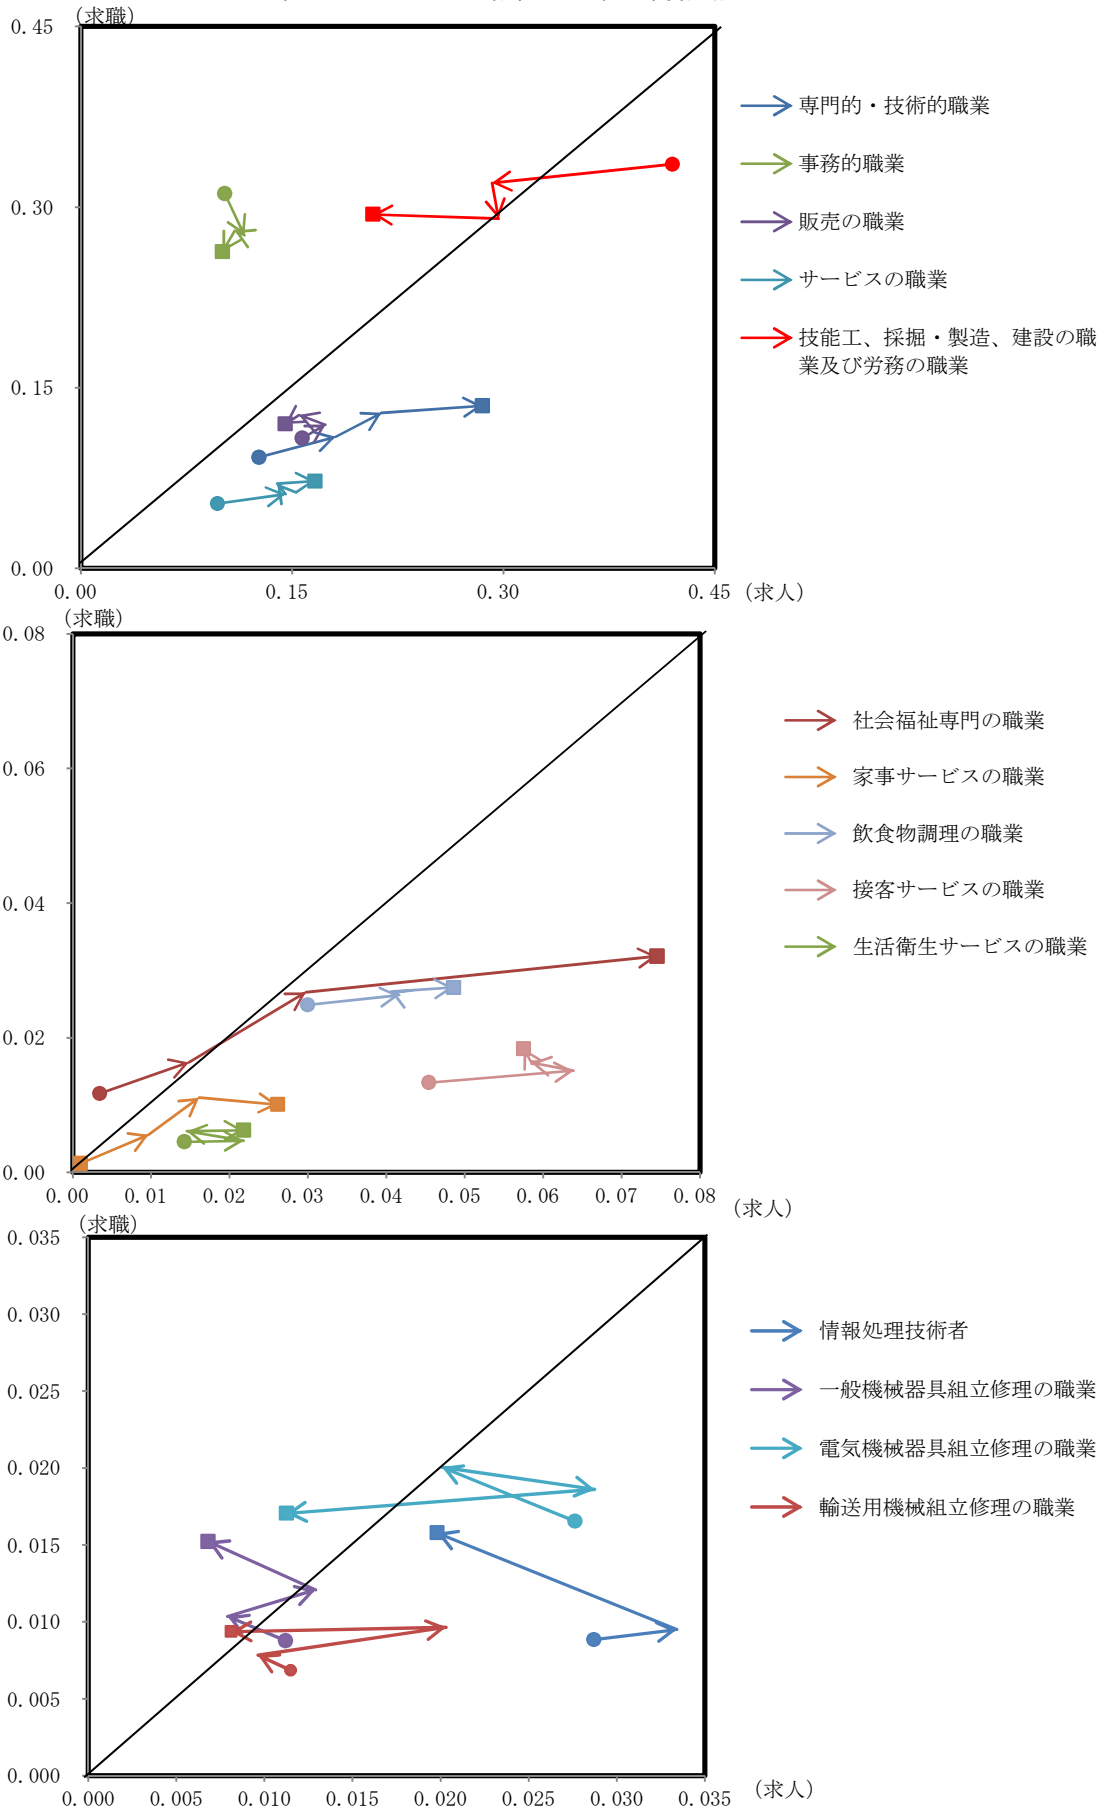 (求職)
0.45
0.30
0.15
0.00
0.00 0.15 0.30 0.45 (求人)
専門的・技術的職業
事務的職業
販売の職業
サービスの職業
技能工、採掘・製造、建設の職
業及び労務の職業
(求職)
0.08
0.06
0.04
0.02
0.00
0.00 0.01 0.02 0.03 0.04 0.05 0.06 0.07 0.08 (求人)
社会福祉専門の職業
家事サービスの職業
飲食物調理の職業
接客サービスの職業
生活衛生サービスの職業
(求職)
0.035
0.030
0.025
0.020
0.015
0.010
0.005
0.000
0.000 0.005 0.010 0.015 0.020 0.025 0.030 0.035 (求人)
情報処理技術者
一般機械器具組立修理の職業
電気機械器具組立修理の職業
輸送用機械組立修理の職業